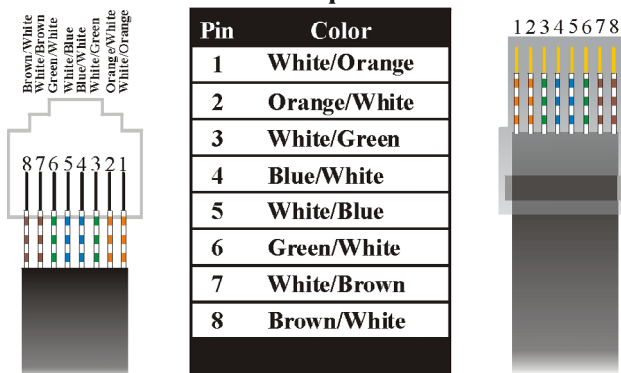 Brown/White
White/Brown
Green/White
White/Blue
Blue/White
White/Green
Orange/White
White/Orange
87654321
Pin Color
1 White/Orange
2 Orange/White
3 White/Green
4 Blue/White
5 White/Blue
6 Green/White
7 White/Brown
8 Brown/White
12345678